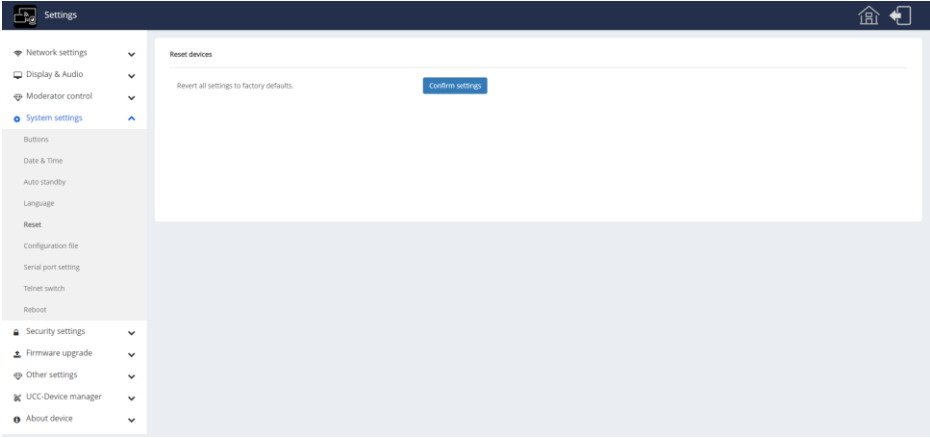 Settings
Network settings
Display & Audio
Moderator control
System settings
Buttons
Date & Time
Auto standby
Language
Reset
Configuration file
Serial port setting
Telnet switch
Reboot
Security settings
Firmware upgrade
Other settings
UCC-Device manager
About device
Reset devices
Revert all settings to factory defaults.
Confirm settings